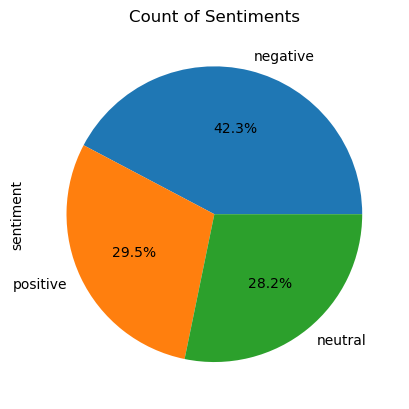 Count of Sentiments
negative
42.3%
sentiment
29.5%
positive
28.2%
neutral